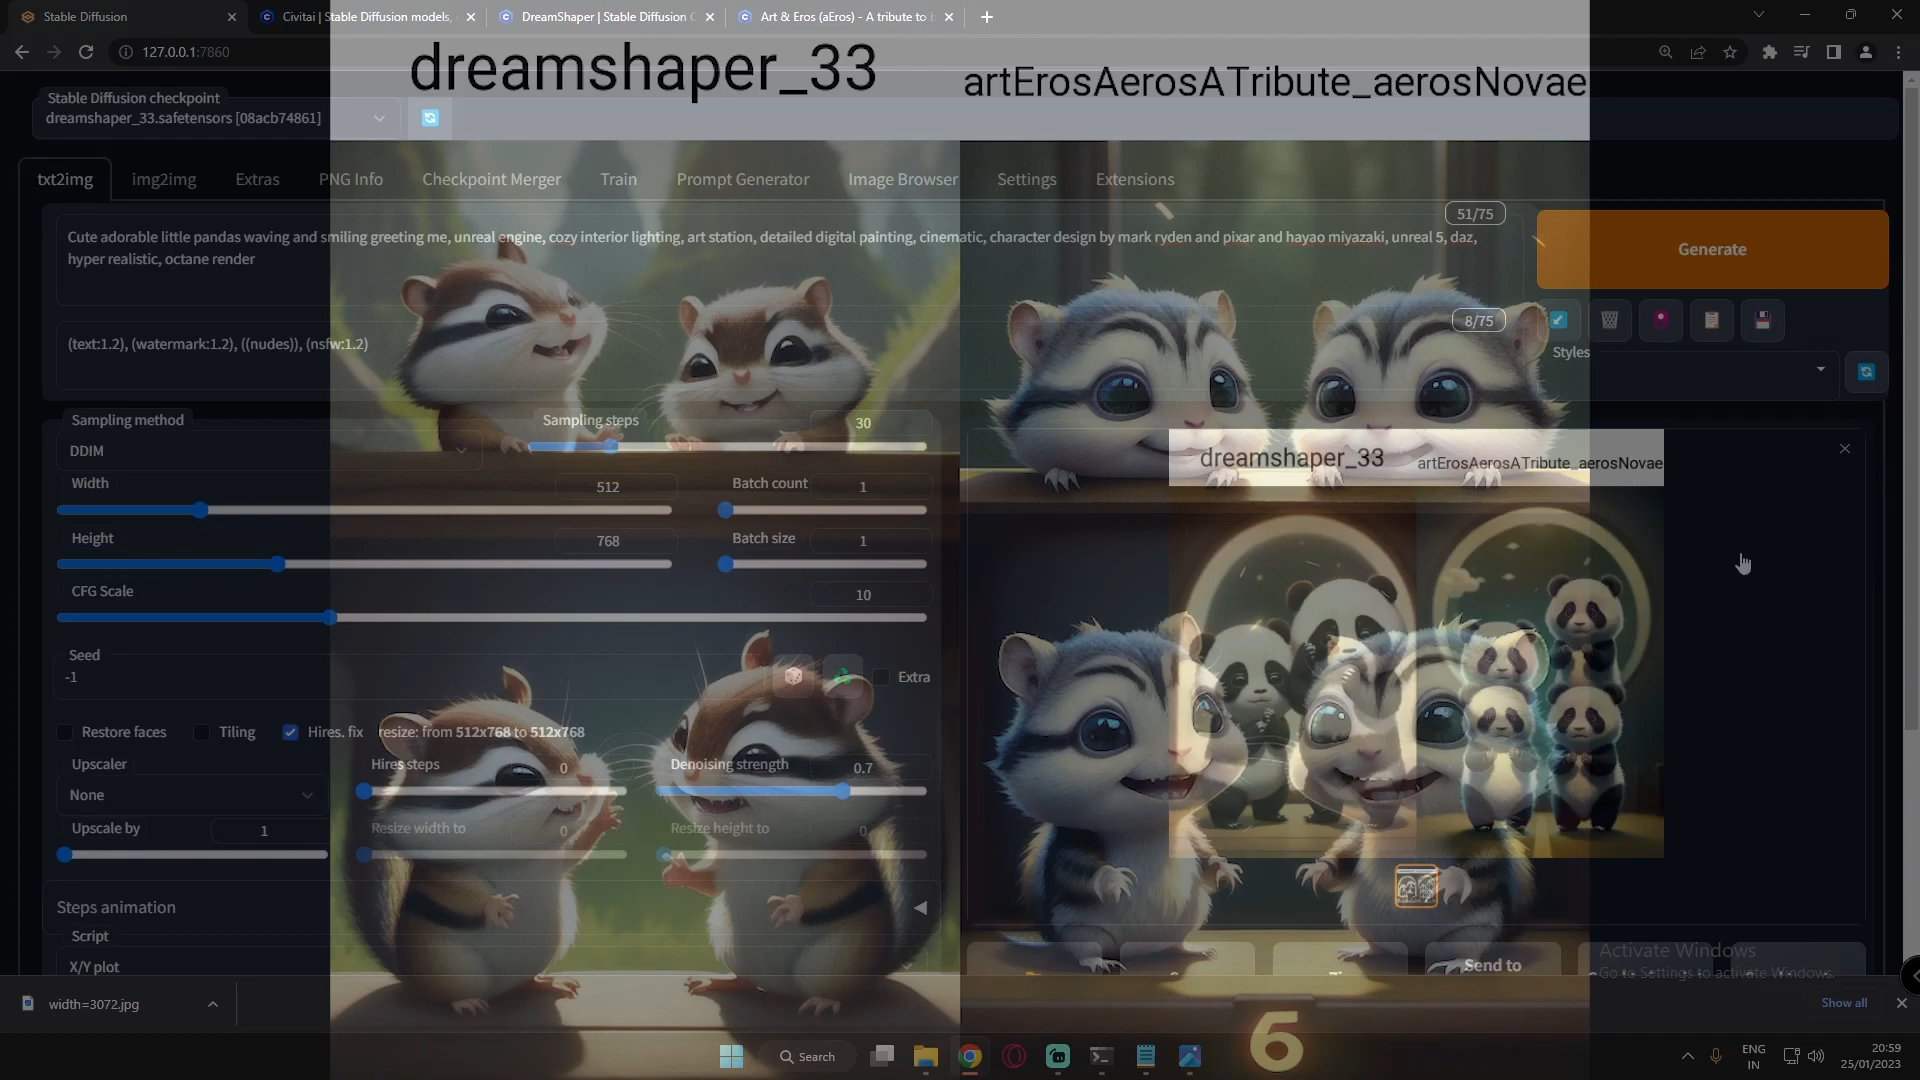 Stable Diffusion
Civitai | Stable Diffusion models,
DreamShaper | Stable Diffusion
Art & Eros (aEros) - A tribute to
127.0.0.1:7860
dreamshaper_33
artErosAerosATribute_aerosNovae
Stable Diffusion checkpoint
dreamshaper_33.safetensors [08acb74861]
txt2img
img2img
Extras
PNG Info
Checkpoint Merger
Train
Prompt Generator
Image Browser
Settings
Extensions
51/75
Cute adorable little pandas waving and smiling greeting me, unreal engine, cozy interior lighting, art station, detailed digital painting, cinematic, character design by mark ryden and pixar and hayao miyazaki, unreal 5, daz,
hyper realistic, octane render
Generate
8/75
(text:1.2), (watermark:1.2), ((nudes)), (nsfw:1.2)
Styles
Sampling method
DDIM
Sampling steps
30
Width
512
Batch count
1
Height
768
Batch size
1
CFG Scale
10
Seed
-1
Extra
Restore faces
Tiling
Hires. fix
resize: from 512x768 to 512x768
Upscaler
None
Hires steps
0
Denoising strength
0.7
Upscale by
1
Resize width to
0
Resize height to
0
Steps animation
Script
X/Y plot
dreamshaper_33
artErosAerosATribute_aerosNovae
Send to
Activate Windows
Go to Settings to activate Windows.
6
width=3072.jpg
Show all
Search
ENG
IN
20:59
25/01/2023